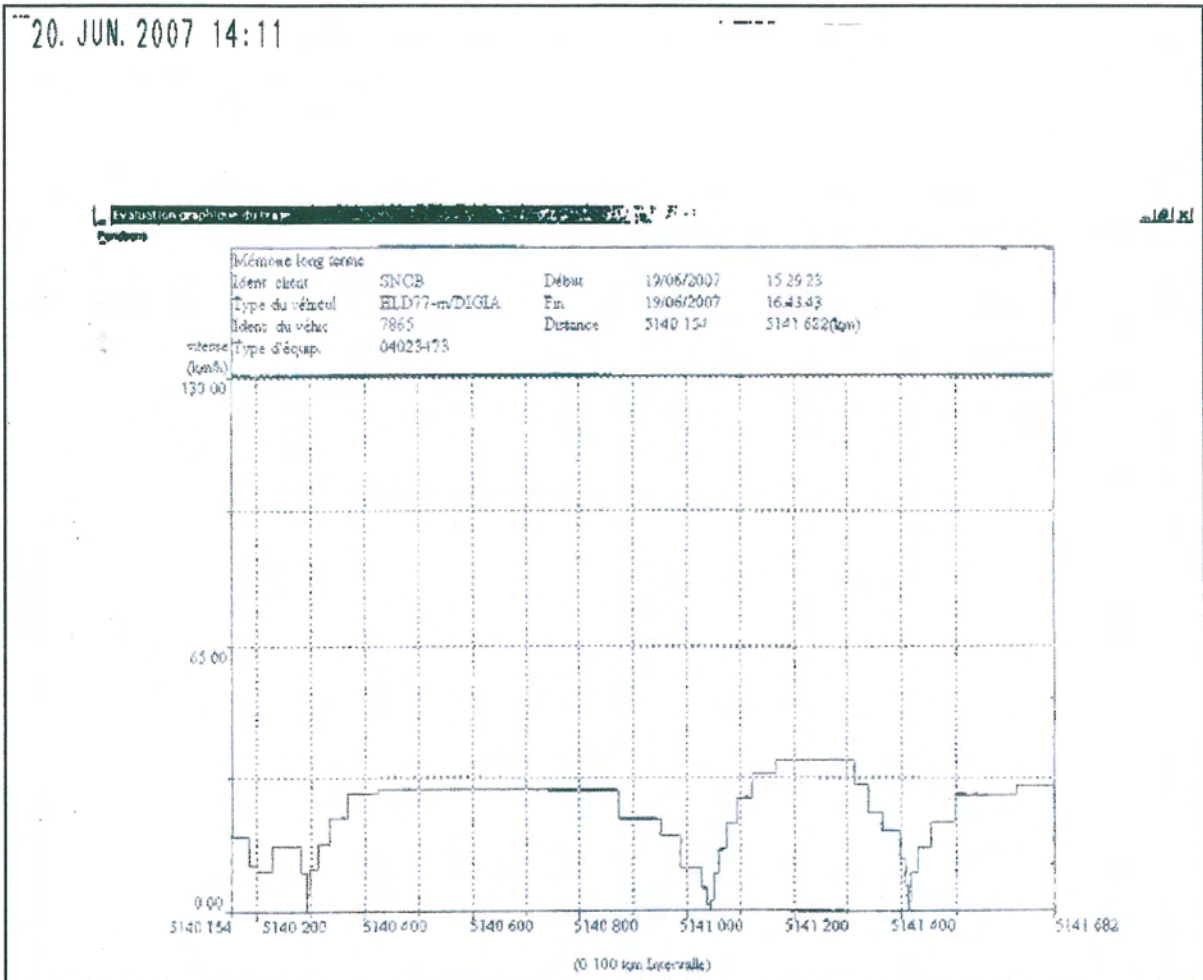 20. JUN. 2007 14:11
Evaluation graphique du traje
Fonctions
Mémoire long terme
Ident client SNCB Début 19/06/2007 15:29:23
Type du véhicul HLD77-m/DIGIA Fin 19/06/2007 16:43:43
Ident du véhic 7865 Distance 5140.154 5141.682(km)
Type d'équip. 04023473
vitesse
(km/h)
130.00
65.00
0.00
5140.154 5140.200 5140.400 5140.600 5140.800 5141.000 5141.200 5141.400 5141.682
(0.100 km Intervalle)